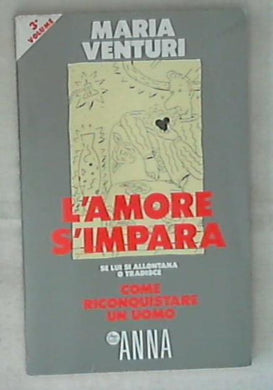 3° VOLUME
MARIA
VENTURI
L'AMORE
S'IMPARA
SE LUI SI ALLONTANA
O TRADISCE
COME
RICONQUISTARE
UN UOMO
ANNA